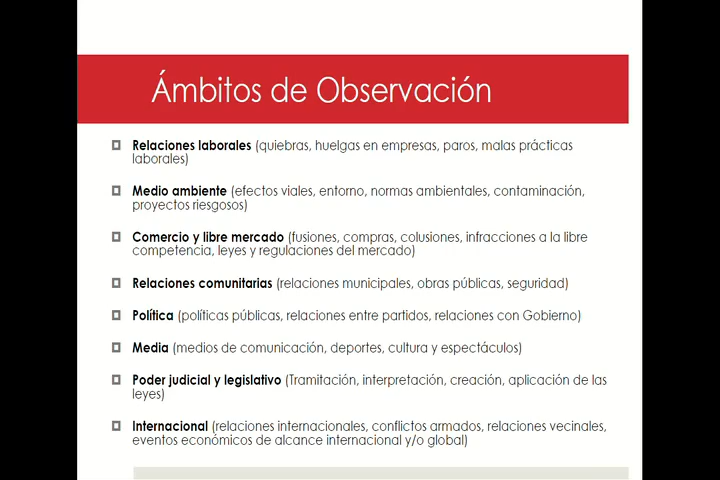 Ámbitos de Observación
Relaciones laborales (quiebras, huelgas en empresas, paros, malas prácticas
laborales)
Medio ambiente (efectos viales, entorno, normas ambientales, contaminación,
proyectos riesgosos)
Comercio y libre mercado (fusiones, compras, colusiones, infracciones a la libre
competencia, leyes y regulaciones del mercado)
Relaciones comunitarias (relaciones municipales, obras públicas, seguridad)
Política (políticas públicas, relaciones entre partidos, relaciones con Gobierno)
Media (medios de comunicación, deportes, cultura y espectáculos)
Poder judicial y legislativo (Tramitación, interpretación, creación, aplicación de las
leyes)
Internacional (relaciones internacionales, conflictos armados, relaciones vecinales,
eventos económicos de alcance internacional y/o global)